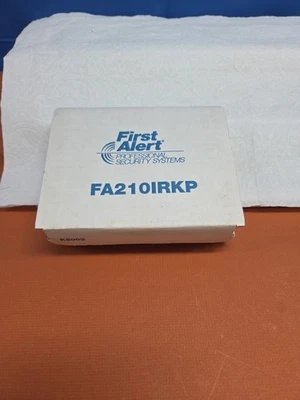 First
Alert
PROFESSIONAL
SECURITY SYSTEMS
FA210IRKP